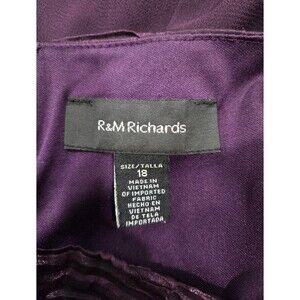 R&M Richards
SIZE/TALLA
18
MADE IN
VIETNAM
OF IMPORTED
FABRIC
HECHO EN
VIETNAM
DE TELA
IMPORTADA